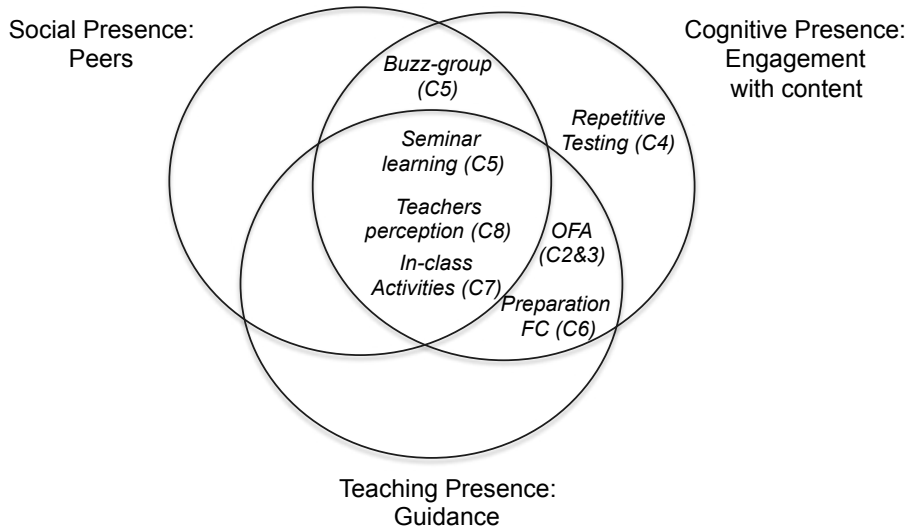 Social Presence:
Peers
Cognitive Presence:
Engagement
with content
Buzz-group
(C5)
Repetitive
Testing (C4)
Seminar
learning (C5)
Teachers
perception (C8)
OFA
(C2&3)
In-class
Activities (C7)
Preparation
FC (C6)
Teaching Presence:
Guidance